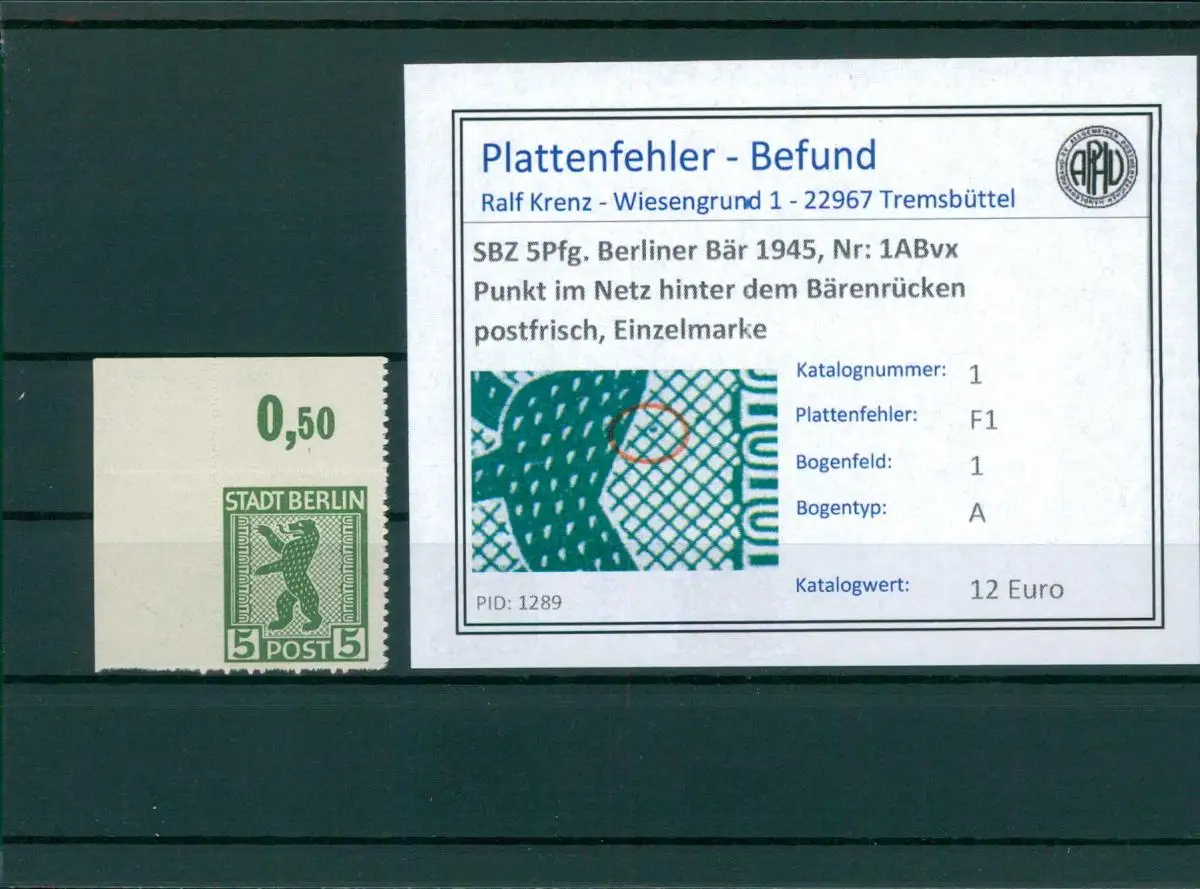 0,50
STADT BERLIN
5 POST 5
Plattenfehler - Befund
Ralf Krenz - Wiesengrund 1 - 22967 Tremsbüttel
APHV
SBZ 5Pfg. Berliner Bär 1945, Nr: 1ABvx
Punkt im Netz hinter dem Bärenrücken
postfrisch, Einzelmarke
Katalognummer: 1
Plattenfehler: F1
Bogenfeld: 1
Bogentyp: A
Katalogwert: 12 Euro
PID: 1289